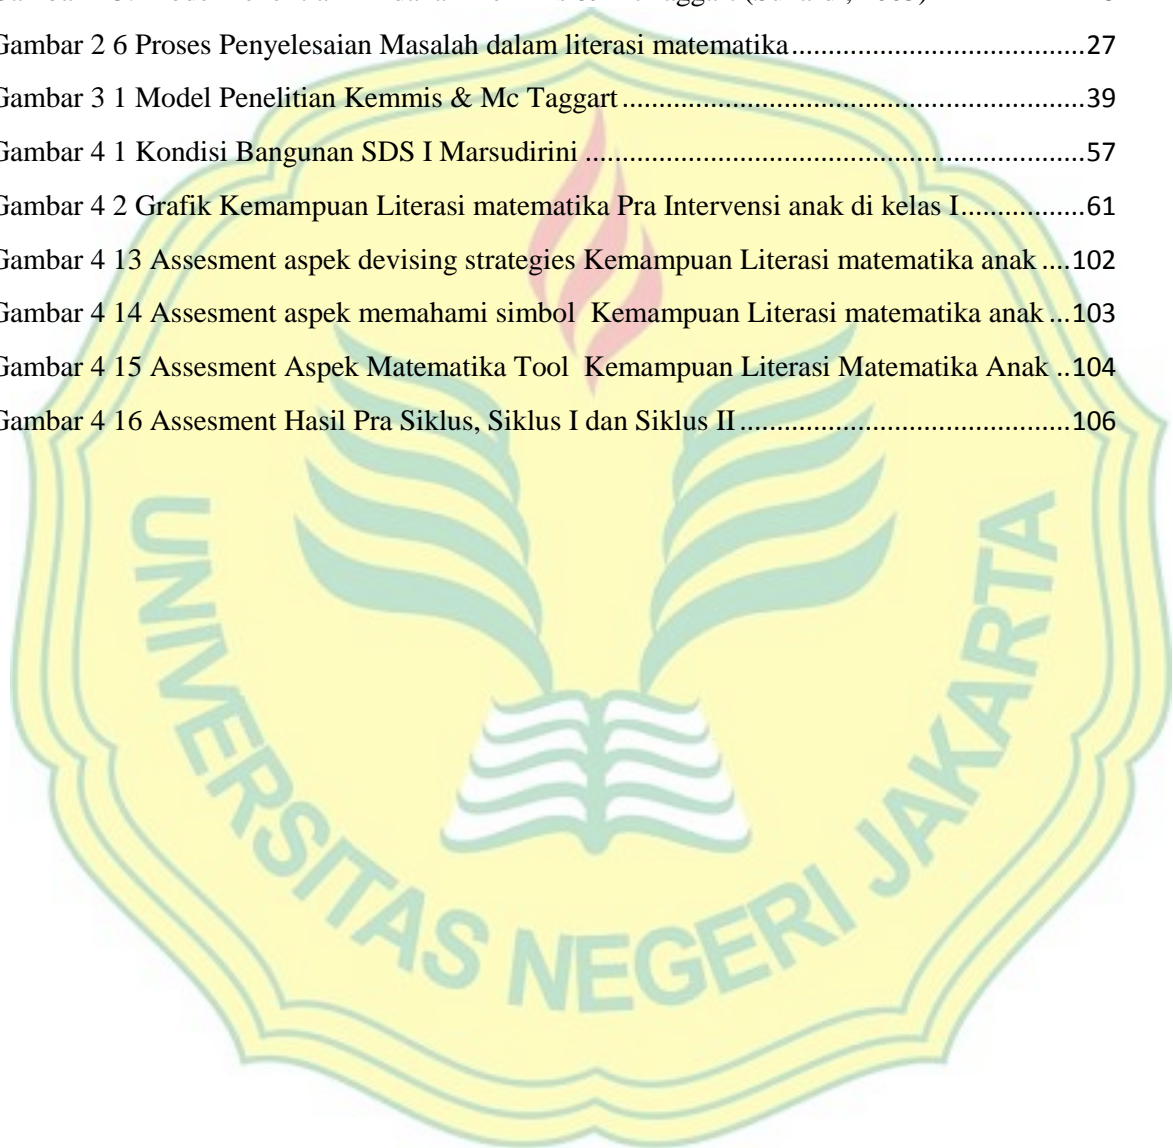 Gambar 2 6 Proses Penyelesaian Masalah dalam literasi matematika................................27
Gambar 3 1 Model Penelitian Kemmis & Mc Taggart...................................................39
Gambar 4 1 Kondisi Bangunan SDS I Marsudirini.......................................................57
Gambar 4 2 Grafik Kemampuan Literasi matematika Pra Intervensi anak di kelas I................61
Gambar 4 13 Assesment aspek devising strategies Kemampuan Literasi matematika anak....102
Gambar 4 14 Assesment aspek memahami simbol Kemampuan Literasi matematika anak...103
Gambar 4 15 Assesment Aspek Matematika Tool Kemampuan Literasi Matematika Anak..104
Gambar 4 16 Assesment Hasil Pra Siklus, Siklus I dan Siklus II....................................106
UNIVERSITAS NEGERI JAKARTA